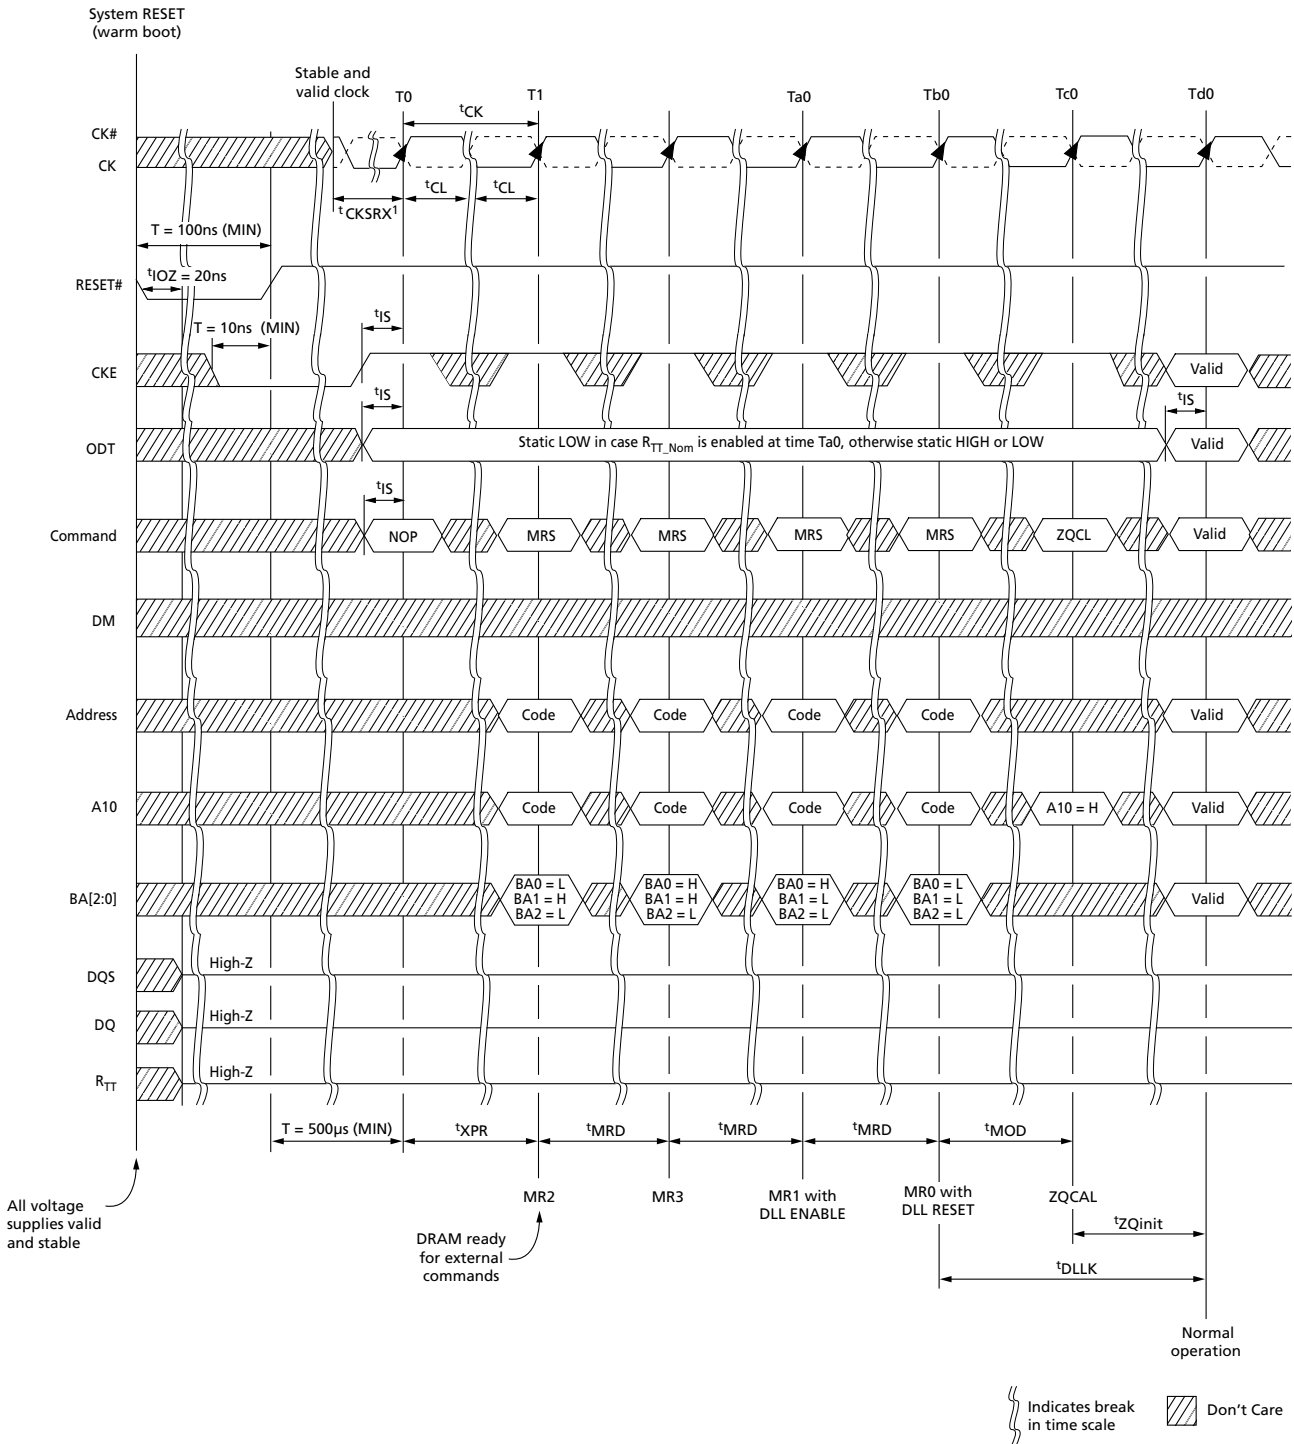 System RESET
(warm boot)
Stable and
valid clock
T0
T1
Ta0
Tb0
Tc0
Td0
tCK
CK#
CK
tCKSRX1
tCL
tCL
T = 100ns (MIN)
tIOZ = 20ns
RESET#
T = 10ns (MIN)
tIS
CKE
Valid
tIS
tIS
ODT
Static LOW in case RTT_Nom is enabled at time Ta0, otherwise static HIGH or LOW
Valid
tIS
Command
NOP
MRS
MRS
MRS
MRS
ZQCL
Valid
DM
Address
Code
Code
Code
Code
Valid
A10
Code
Code
Code
Code
A10 = H
Valid
BA[2:0]
BA0 = L
BA1 = H
BA2 = L
BA0 = H
BA1 = H
BA2 = L
BA0 = H
BA1 = L
BA2 = L
BA0 = L
BA1 = L
BA2 = L
Valid
DQS
High-Z
DQ
High-Z
RTT
High-Z
T = 500μs (MIN)
tXPR
tMRD
tMRD
tMRD
tMOD
All voltage
supplies valid
and stable
MR2
MR3
MR1 with
DLL ENABLE
MR0 with
DLL RESET
ZQCAL
DRAM ready
for external
commands
tZQinit
tDLLK
Normal
operation
Indicates break
in time scale
Don't Care